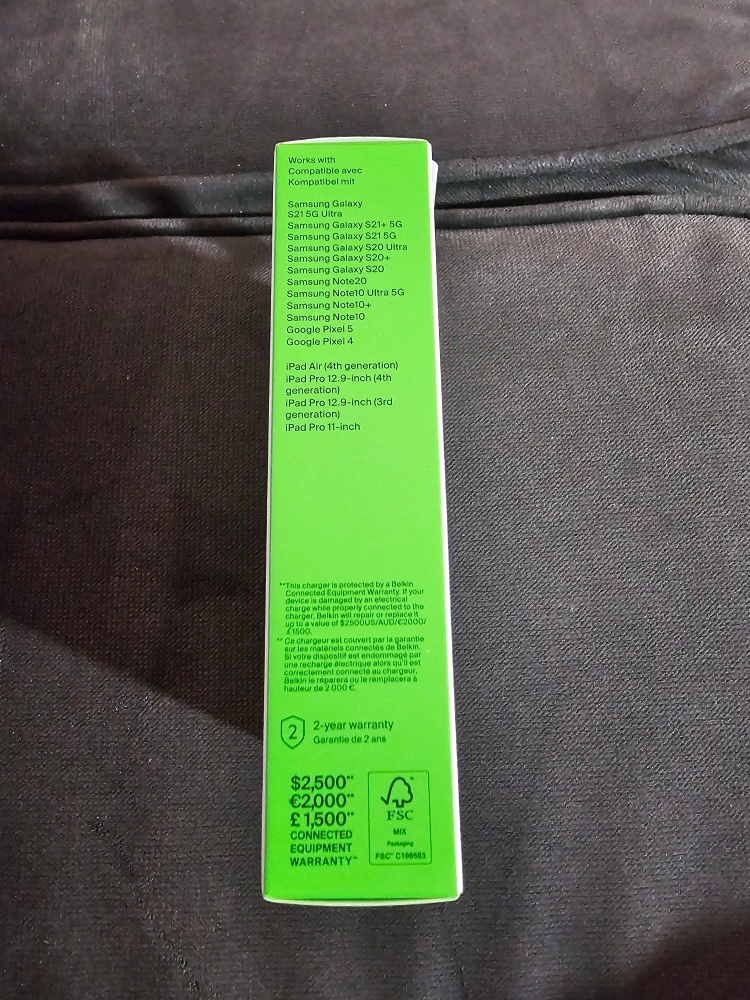 Works with
Compatible avec
Kompatibel mit
Samsung Galaxy
S21 5G Ultra
Samsung Galaxy S21+ 5G
Samsung Galaxy S21 5G
Samsung Galaxy S20 Ultra
Samsung Galaxy S20+
Samsung Galaxy S20
Samsung Note20
Samsung Note10 Ultra 5G
Samsung Note10+
Samsung Note10
Google Pixel 5
Google Pixel 4
iPad Air (4th generation)
iPad Pro 12.9-inch (4th
generation)
iPad Pro 12.9-inch (3rd
generation)
iPad Pro 11-inch
**This charger is protected by a Belkin
Connected Equipment Warranty. If your
device is damaged by an electrical
charge while properly connected to the
charger, Belkin will repair or replace it
up to a value of $2500US/AUD/€2000/
£1500.
** Ce chargeur est couvert par la garantie
sur les matériels connectés de Belkin.
Si votre dispositif est endommagé par
une recharge électrique alors qu'il est
correctement connecté au chargeur,
Belkin le réparera ou le remplacera à
hauteur de 2 000 €.
2
2-year warranty
Garantie de 2 ans
$2,500**
€2,000**
£1,500**
CONNECTED
EQUIPMENT
WARRANTY™
FSC
MIX
Packaging
FSC™ C166583